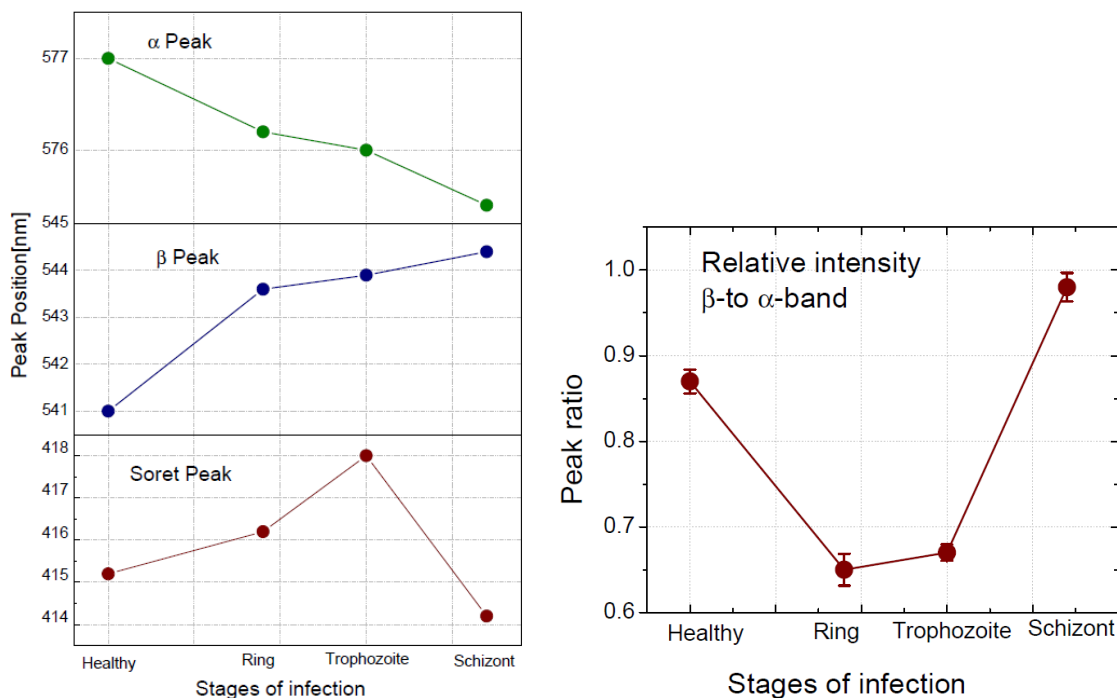 α Peak
577
576
545
β Peak
544
543
542
541
418
Soret Peak
417
416
415
414
Peak Position[nm]
Healthy
Ring
Trophozoite
Schizont
Stages of infection
Relative intensity
β-to α-band
1.0
0.9
0.8
0.7
0.6
Peak ratio
Healthy
Ring
Trophozoite
Schizont
Stages of infection